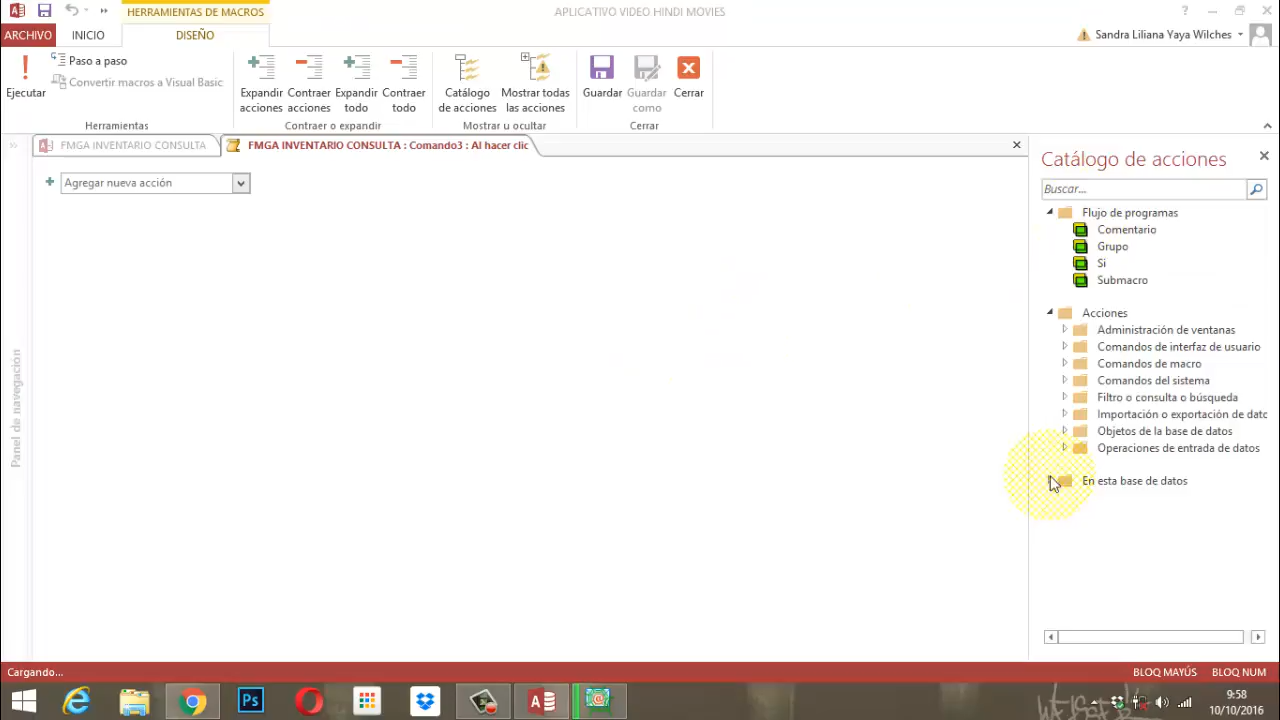 HERRAMIENTAS DE MACROS
APLICATIVO VIDEO HINDI MOVIES
?
ARCHIVO INICIO DISEÑO
Sandra Liliana Yaya Wilches
Ejecutar
Paso a paso
Convertir macros a Visual Basic
Herramientas
Expandir acciones
Contraer acciones
Expandir todo
Contraer todo
Contraer o expandir
Catálogo de acciones
Mostrar todas las acciones
Mostrar u ocultar
Guardar
Guardar como
Cerrar
Cerrar
FMGA INVENTARIO CONSULTA
FMGA INVENTARIO CONSULTA : Comando3 : Al hacer clic
Agregar nueva acción
Panel de navegación
Catálogo de acciones
Buscar...
Flujo de programas
Comentario
Grupo
Si
Submacro
Acciones
Administración de ventanas
Comandos de interfaz de usuario
Comandos de macro
Comandos del sistema
Filtro o consulta o búsqueda
Importación o exportación de datc
Objetos de la base de datos
Operaciones de entrada de datos
En esta base de datos
Cargando...
BLOQ MAYÚS BLOQ NUM
Ps
9:58
10/10/2016